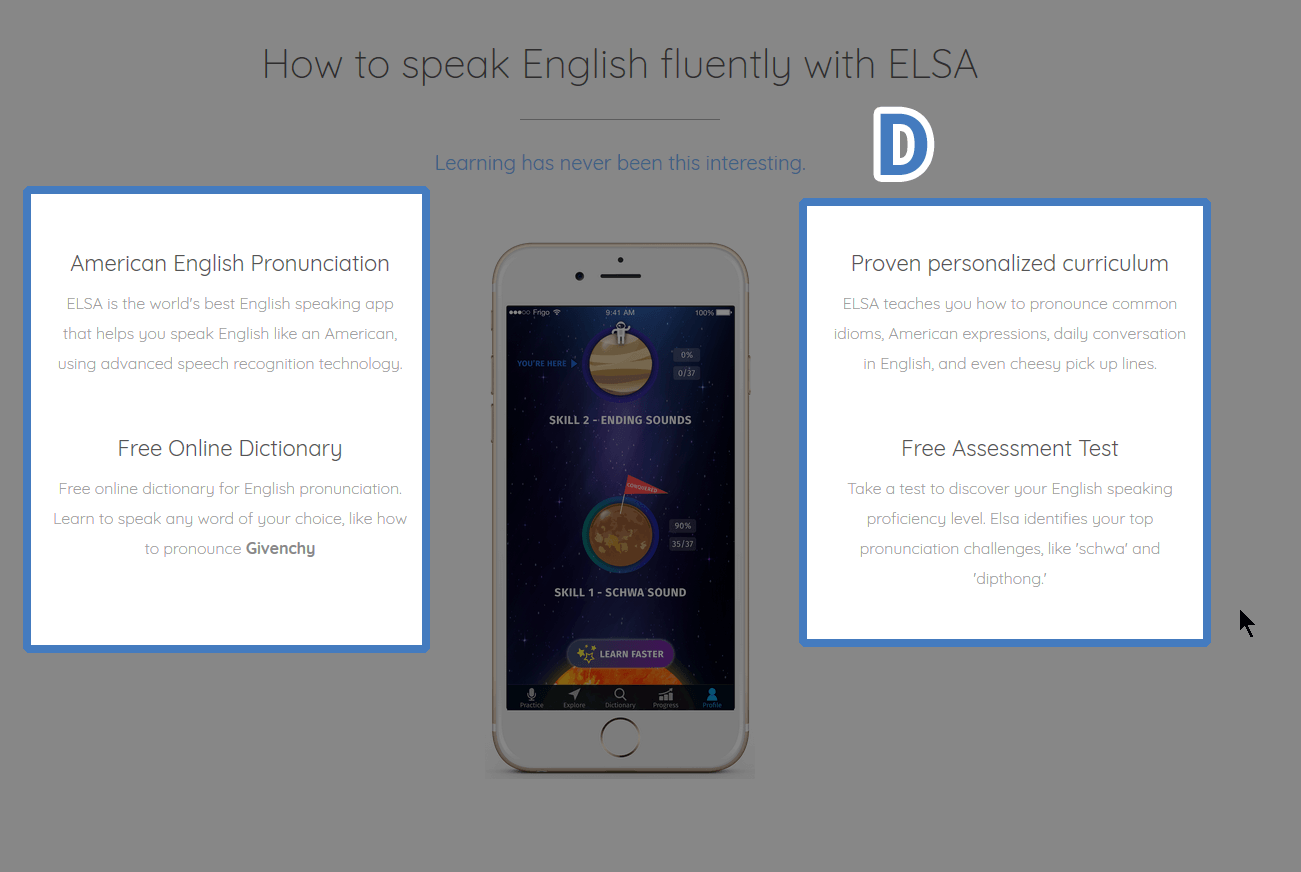 How to speak English fluently with ELSA
Learning has never been this interesting.
D
American English Pronunciation
ELSA is the world's best English speaking app
that helps you speak English like an American,
using advanced speech recognition technology.
Free Online Dictionary
Free online dictionary for English pronunciation.
Learn to speak any word of your choice, like how
to pronounce Givenchy
Frigo 9:41 AM 100%
YOU'RE HERE
0%
0/37
SKILL 2 - ENDING SOUNDS
CONQUERED
90%
35/37
SKILL 1 - SCHWA SOUND
LEARN FASTER
Practice Explore Dictionary Progress Profile
Proven personalized curriculum
ELSA teaches you how to pronounce common
idioms, American expressions, daily conversation
in English, and even cheesy pick up lines.
Free Assessment Test
Take a test to discover your English speaking
proficiency level. Elsa identifies your top
pronunciation challenges, like 'schwa' and
'dipthong.'